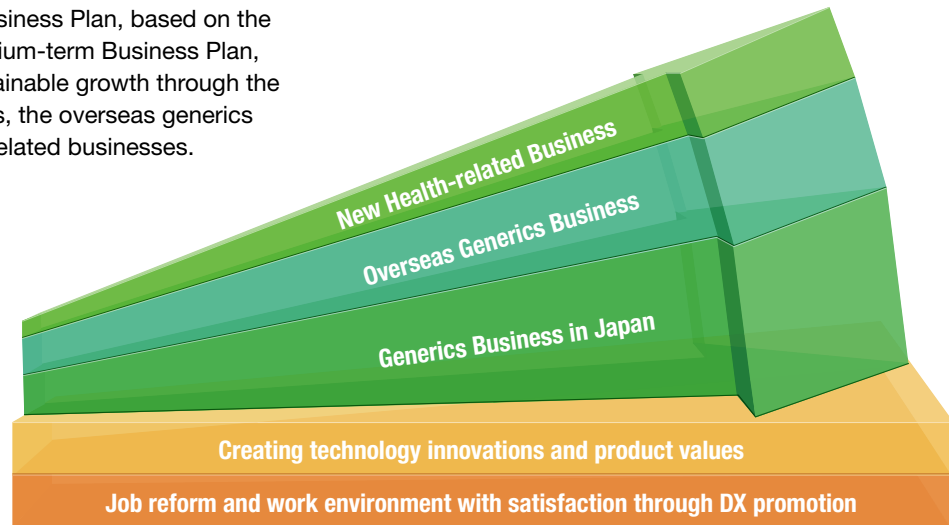 siness Plan, based on the
ium-term Business Plan,
ainable growth through the
s, the overseas generics
elated businesses.
New Health-related Business
Overseas Generics Business
Generics Business in Japan
Creating technology innovations and product values
Job reform and work environment with satisfaction through DX promotion